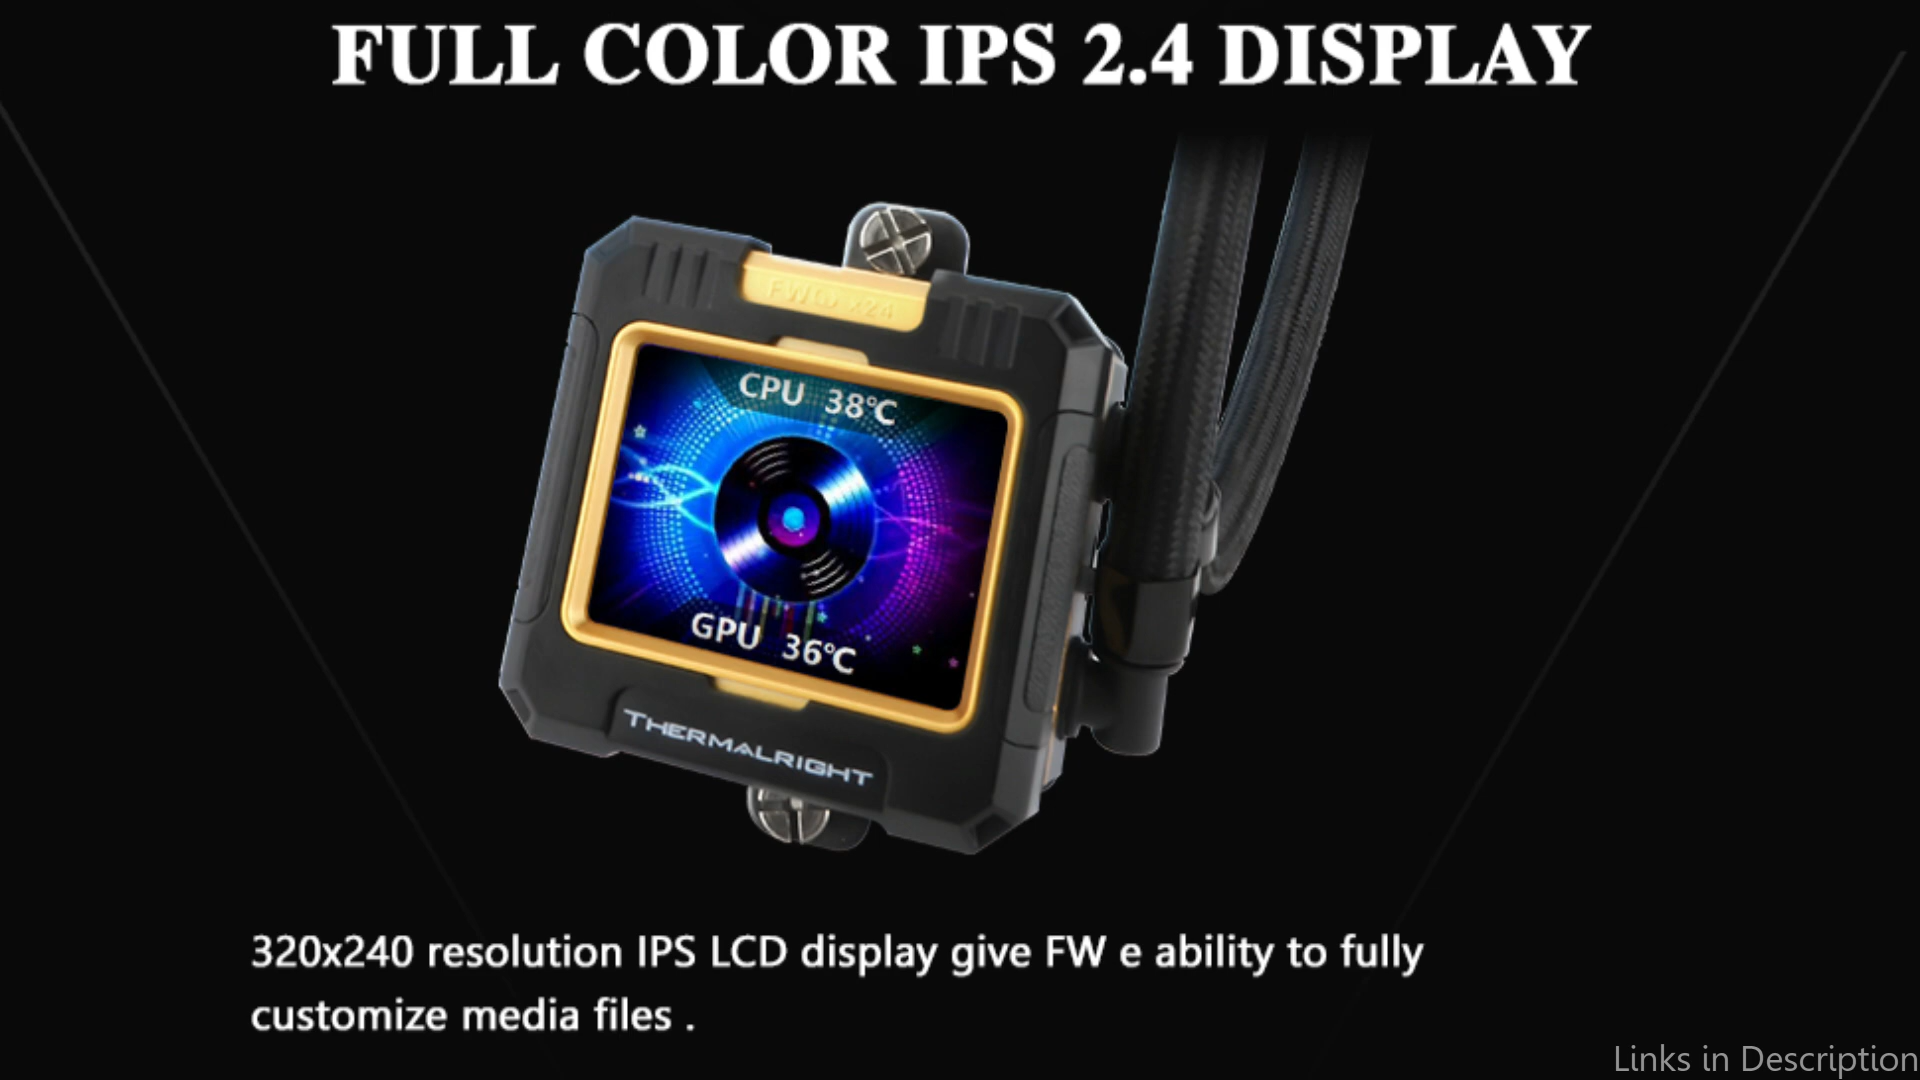 FULL COLOR IPS 2.4 DISPLAY
CPU 38℃
GPU 36℃
THERMALRIGHT
320x240 resolution IPS LCD display give FW e ability to fully
customize media files .
Links in Description